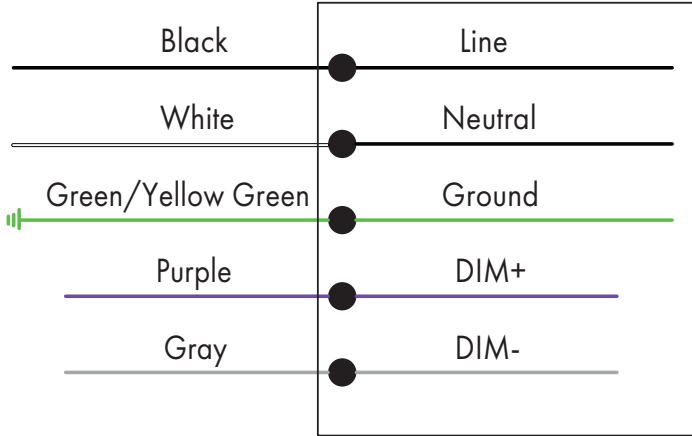 Black Line
White Neutral
Green/Yellow Green Ground
Purple DIM+
Gray DIM-